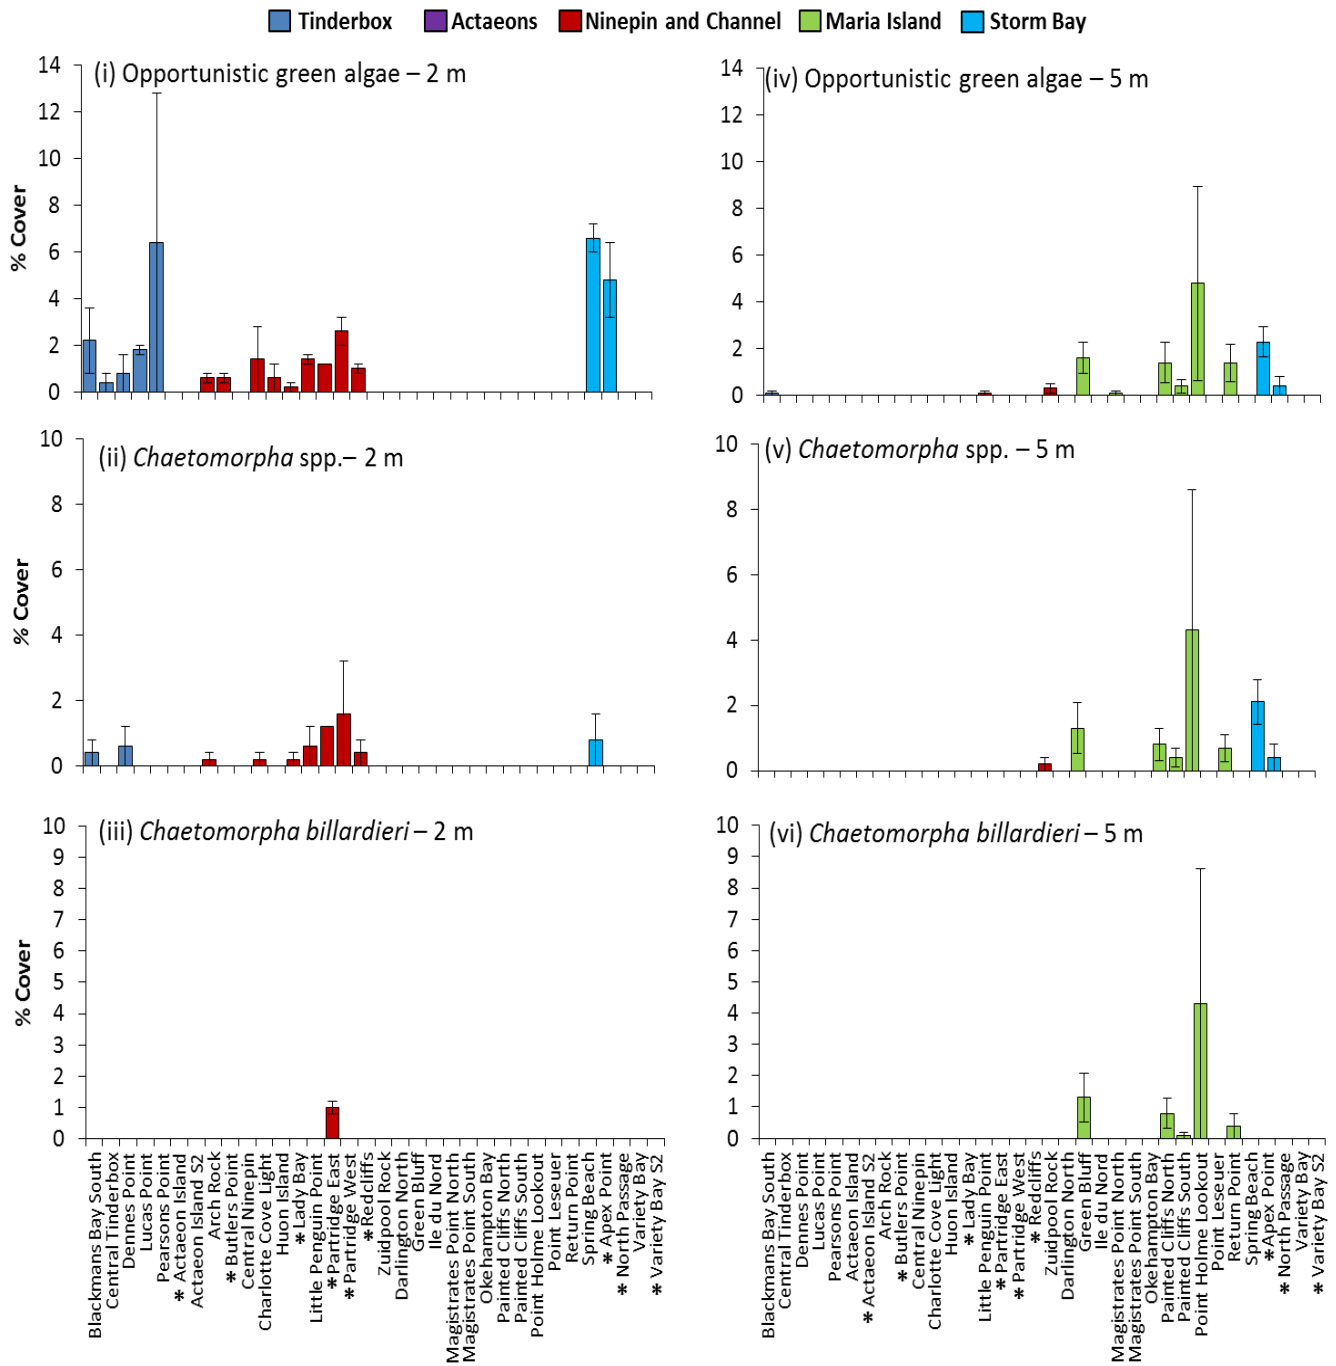 Tinderbox Actaeons Ninepin and Channel Maria Island Storm Bay
(i) Opportunistic green algae – 2 m
% Cover
14
12
10
8
6
4
2
0
(iv) Opportunistic green algae – 5 m
14
12
10
8
6
4
2
0
(ii) Chaetomorpha spp.– 2 m
% Cover
10
8
6
4
2
0
(v) Chaetomorpha spp. – 5 m
10
8
6
4
2
0
(iii) Chaetomorpha billardieri – 2 m
% Cover
10
9
8
7
6
5
4
3
2
1
0
Blackmans Bay South
Central Tinderbox
Dennes Point
Lucas Point
Pearsons Point
* Actaeon Island
Actaeon Island S2
Arch Rock
* Butlers Point
Central Ninepin
Charlotte Cove Light
Huon Island
* Lady Bay
Little Penguin Point
* Partridge East
* Partridge West
* Redcliffs
Zuidpool Rock
Darlington North
Green Bluff
Ile du Nord
Magistrates Point North
Magistrates Point South
Okehampton Bay
Painted Cliffs North
Painted Cliffs South
Point Holme Lookout
Point Leseuer
Return Point
Spring Beach
* Apex Point
* North Passage
Variety Bay
* Variety Bay S2
(vi) Chaetomorpha billardieri – 5 m
10
9
8
7
6
5
4
3
2
1
0
Blackmans Bay South
Central Tinderbox
Dennes Point
Lucas Point
Pearsons Point
Actaeon Island
* Actaeon Island S2
Arch Rock
* Butlers Point
Central Ninepin
Charlotte Cove Light
Huon Island
* Lady Bay
Little Penguin Point
* Partridge East
* Partridge West
* Redcliffs
Zuidpool Rock
Darlington North
Green Bluff
Ile du Nord
Magistrates Point North
Magistrates Point South
Okehampton Bay
Painted Cliffs North
Painted Cliffs South
Point Holme Lookout
Point Leseuer
Return Point
Spring Beach
* Apex Point
* North Passage
Variety Bay
* Variety Bay S2